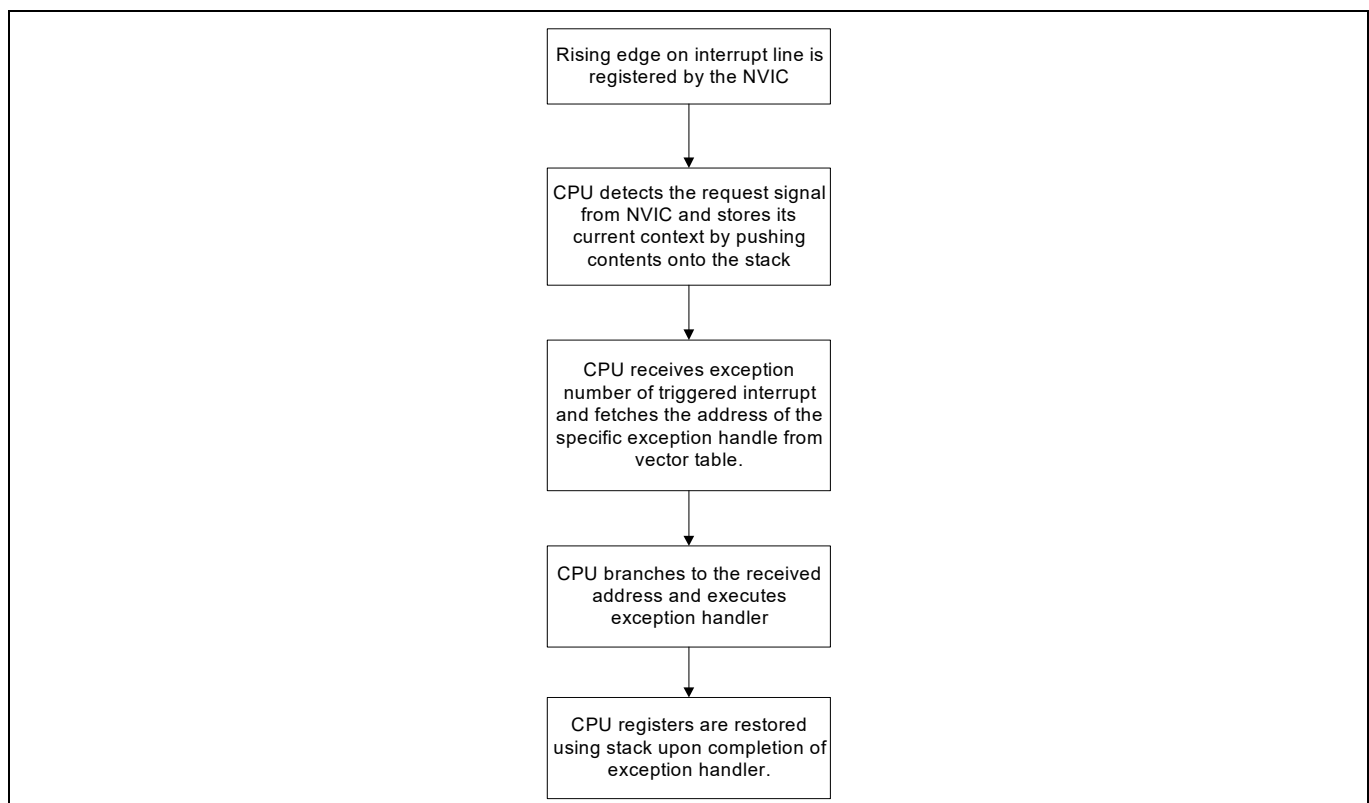 Rising edge on interrupt line is
registered by the NVIC
CPU detects the request signal
from NVIC and stores its
current context by pushing
contents onto the stack
CPU receives exception
number of triggered interrupt
and fetches the address of the
specific exception handle from
vector table.
CPU branches to the received
address and executes
exception handler
CPU registers are restored
using stack upon completion of
exception handler.